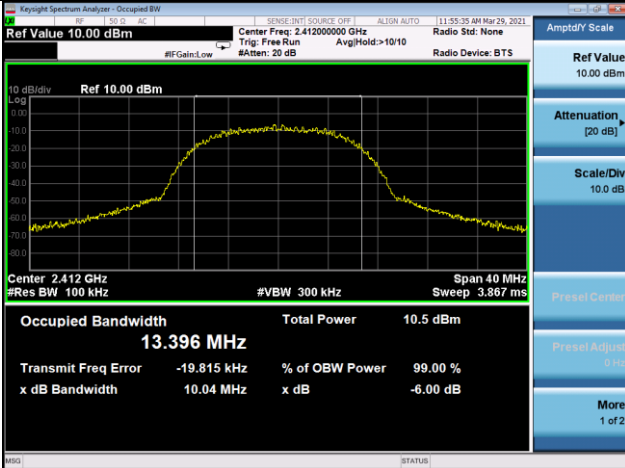 Keysight Spectrum Analyzer - Occupied BW
RF 50 Ω AC SENSE:INT SOURCE OFF ALIGN AUTO 11:55:35 AM Mar 29, 2021
Ref Value 10.00 dBm
Center Freq: 2.412000000 GHz
Radio Std: None
Trig: Free Run Avg|Hold:>10/10
#IFGain:Low
#Atten: 20 dB
Radio Device: BTS
10 dB/div Ref 10.00 dBm
Log
0.00
-10.0
-20.0
-30.0
-40.0
-50.0
-60.0
-70.0
-80.0
Center 2.412 GHz Span 40 MHz
#Res BW 100 kHz #VBW 300 kHz Sweep 3.867 ms
Occupied Bandwidth Total Power 10.5 dBm
13.396 MHz
Transmit Freq Error -19.815 kHz % of OBW Power 99.00 %
x dB Bandwidth 10.04 MHz x dB -6.00 dB
MSG STATUS
Amptd/Y Scale
Ref Value
10.00 dBm
Attenuation
[20 dB]
Scale/Div
10.0 dB
Presel Center
Presel Adjust
0 Hz
More
1 of 2